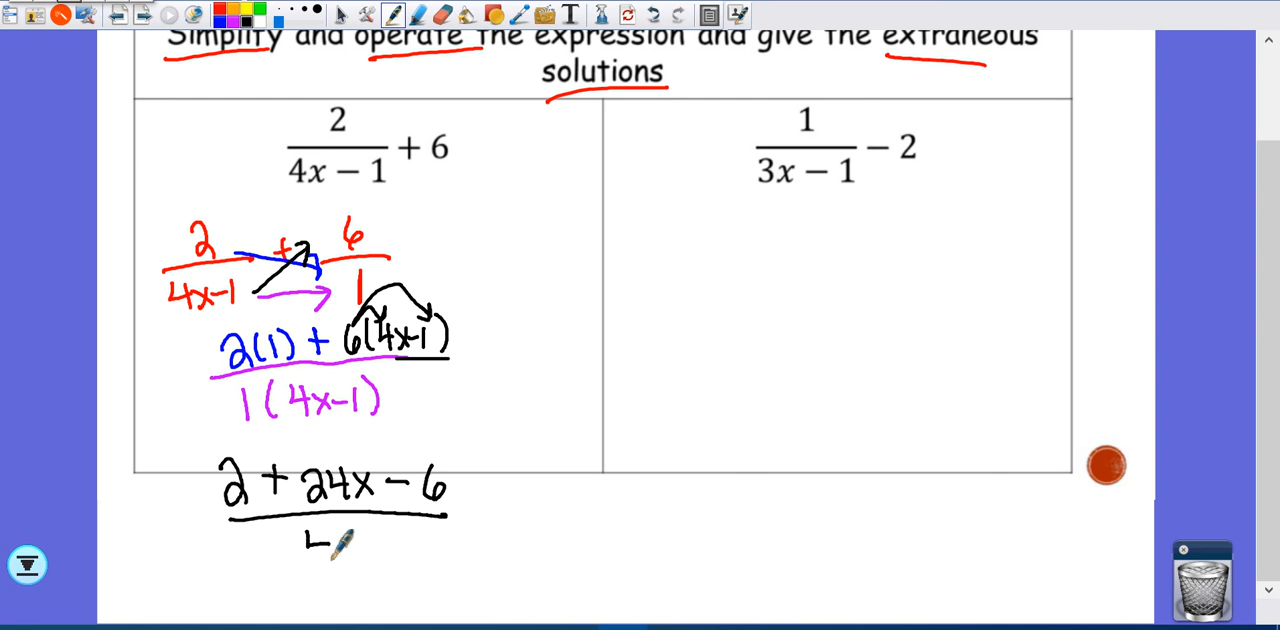 Simplify and operate the expression and give the extraneous
solutions
2/(4x − 1) + 6
1/(3x − 1) − 2
2/(4x-1) + 6/1
(2(1) + 6(4x-1))/(1(4x-1))
2 + 24x - 6